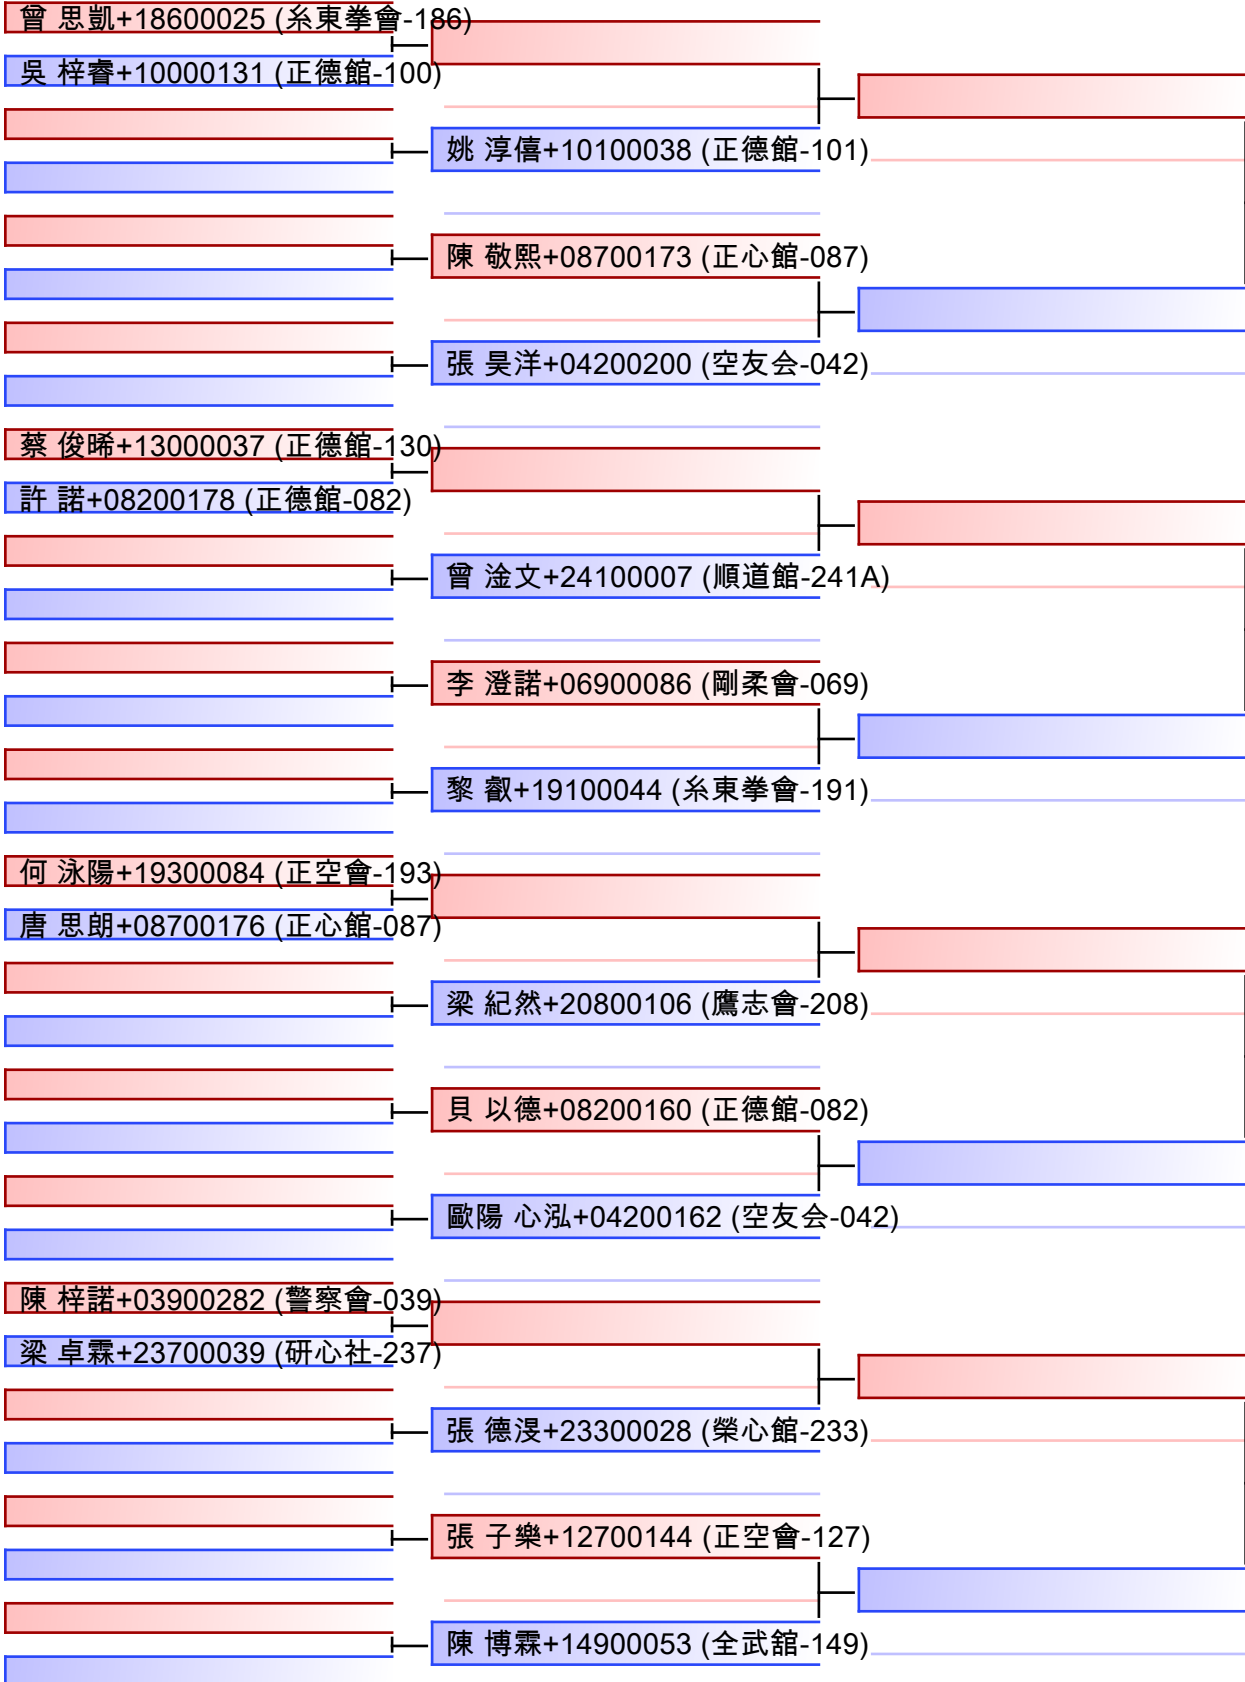 曾 思凱+18600025 (糸東拳會-186)
吳 梓睿+10000131 (正德館-100)
姚 淳僖+10100038 (正德館-101)
陳 敬熙+08700173 (正心館-087)
張 昊洋+04200200 (空友会-042)
蔡 俊晞+13000037 (正德館-130)
許 諾+08200178 (正德館-082)
曾 淦文+24100007 (順道館-241A)
李 澄諾+06900086 (剛柔會-069)
黎 叡+19100044 (糸東拳會-191)
何 泳陽+19300084 (正空會-193)
唐 思朗+08700176 (正心館-087)
梁 紀然+20800106 (鷹志會-208)
貝 以德+08200160 (正德館-082)
歐陽 心泓+04200162 (空友会-042)
陳 梓諾+03900282 (警察會-039)
梁 卓霖+23700039 (研心社-237)
張 德渂+23300028 (榮心館-233)
張 子樂+12700144 (正空會-127)
陳 博霖+14900053 (全武舘-149)